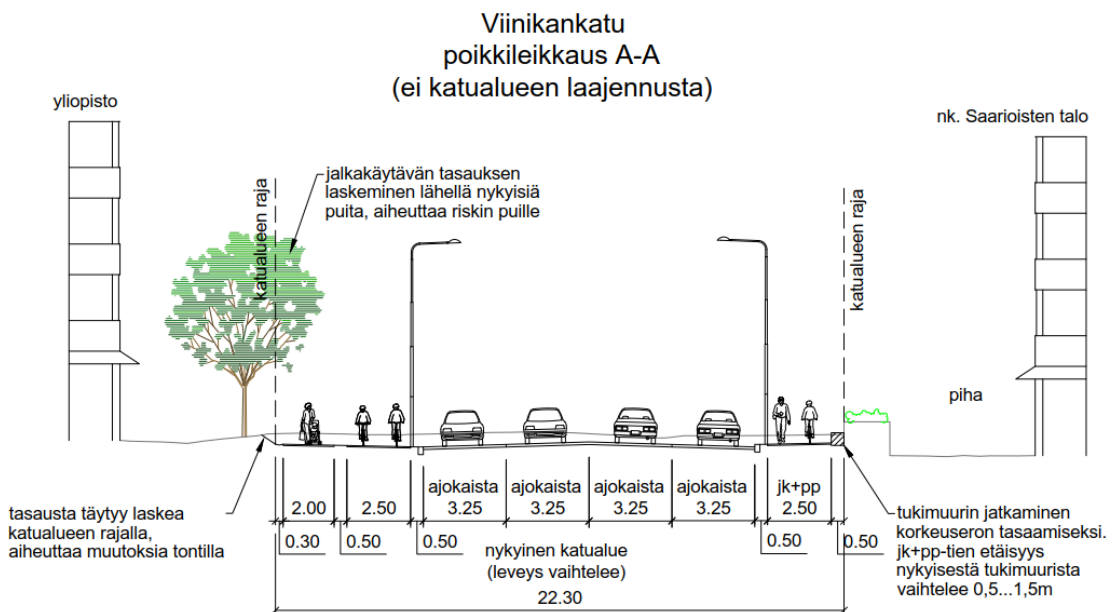 Viinikankatu
poikkileikkaus A-A
(ei katualueen laajennusta)
yliopisto
nk. Saarioisten talo
jalkakäytävän tasauksen
laskeminen lähellä nykyisiä
puita, aiheuttaa riskin puille
katualueen raja
katualueen raja
piha
tasausta täytyy laskea
katualueen rajalla,
aiheuttaa muutoksia tontilla
ajokaista ajokaista ajokaista ajokaista jk+pp
2.00 2.50 3.25 3.25 3.25 3.25 2.50
0.30 0.50 0.50 0.50 0.50
nykyinen katualue
(leveys vaihtelee)
22.30
tukimuurin jatkaminen
korkeuseron tasaamiseksi.
jk+pp-tien etäisyys
nykyisestä tukimuurista
vaihtelee 0,5...1,5m